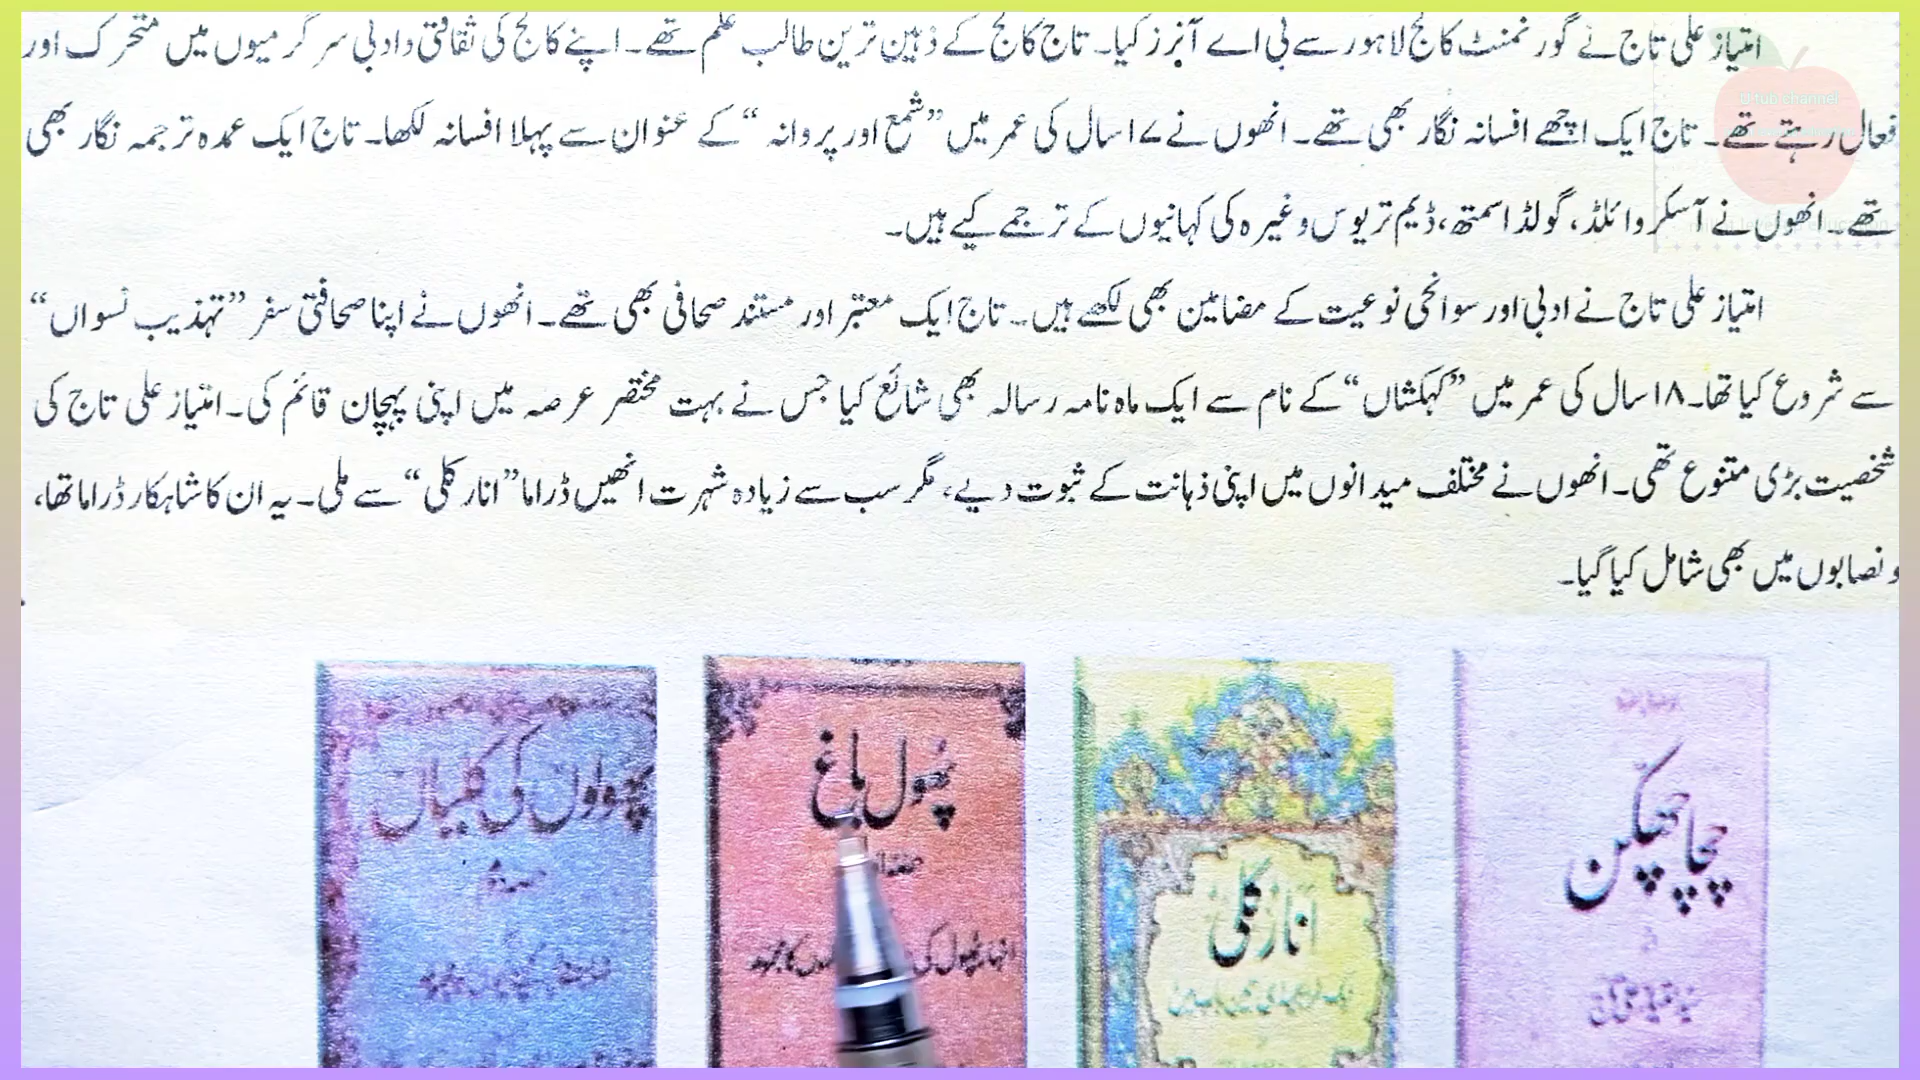 امتیاز علی تاج نے گورنمنٹ کالج لاہور سے بی اے آنرز کیا۔ تاج کالج کے ذہین ترین طالب علم تھے۔ اپنے کالج کی ثقافتی و ادبی سرگرمیوں میں متحرک اور
فعال رہتے تھے۔ تاج ایک اچھے افسانہ نگار بھی تھے۔ انھوں نے ۱۷ سال کی عمر میں ”شمع اور پروانہ“ کے عنوان سے پہلا افسانہ لکھا۔ تاج ایک عمدہ ترجمہ نگار بھی
تھے۔ انھوں نے آسکر وائلڈ، گولڈ اسمتھ، ڈیم تریوس وغیرہ کی کہانیوں کے ترجمے کیے ہیں۔
امتیاز علی تاج نے ادبی اور سوانحی نوعیت کے مضامین بھی لکھے ہیں۔ تاج ایک معتبر اور مستند صحافی بھی تھے۔ انھوں نے اپنا صحافتی سفر ”تہذیب نسواں“
سے شروع کیا تھا۔ ۱۸ سال کی عمر میں ”کہکشاں“ کے نام سے ایک ماہ نامہ رسالہ بھی شائع کیا جس نے بہت مختصر عرصہ میں اپنی پہچان قائم کی۔ امتیاز علی تاج کی
شخصیت بڑی متنوع تھی۔ انھوں نے مختلف میدانوں میں اپنی ذہانت کے ثبوت دیے، مگر سب سے زیادہ شہرت انھیں ڈراما ”انار کلی“ سے ملی۔ یہ ان کا شاہکار ڈراما تھا،
و نصابوں میں بھی شامل کیا گیا۔
چچا چھکن
سید امتیاز علی تاج
انار کلی
پھول باغ
پھولوں کی کلیاں
U tub channel